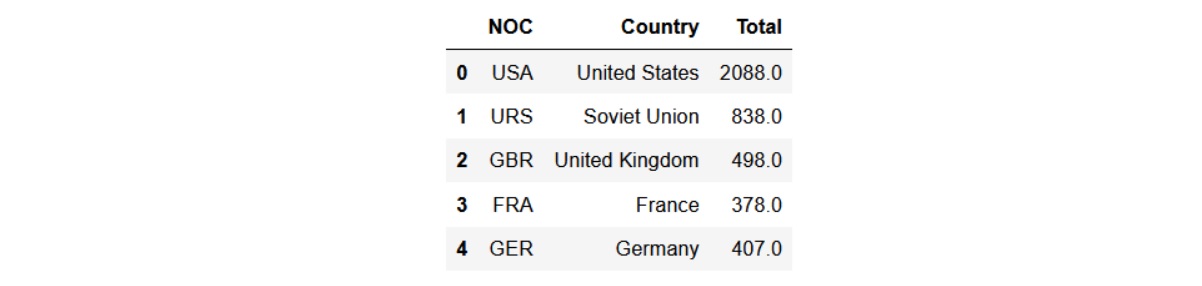 NOC Country Total
0 USA United States 2088.0
1 URS Soviet Union 838.0
2 GBR United Kingdom 498.0
3 FRA France 378.0
4 GER Germany 407.0